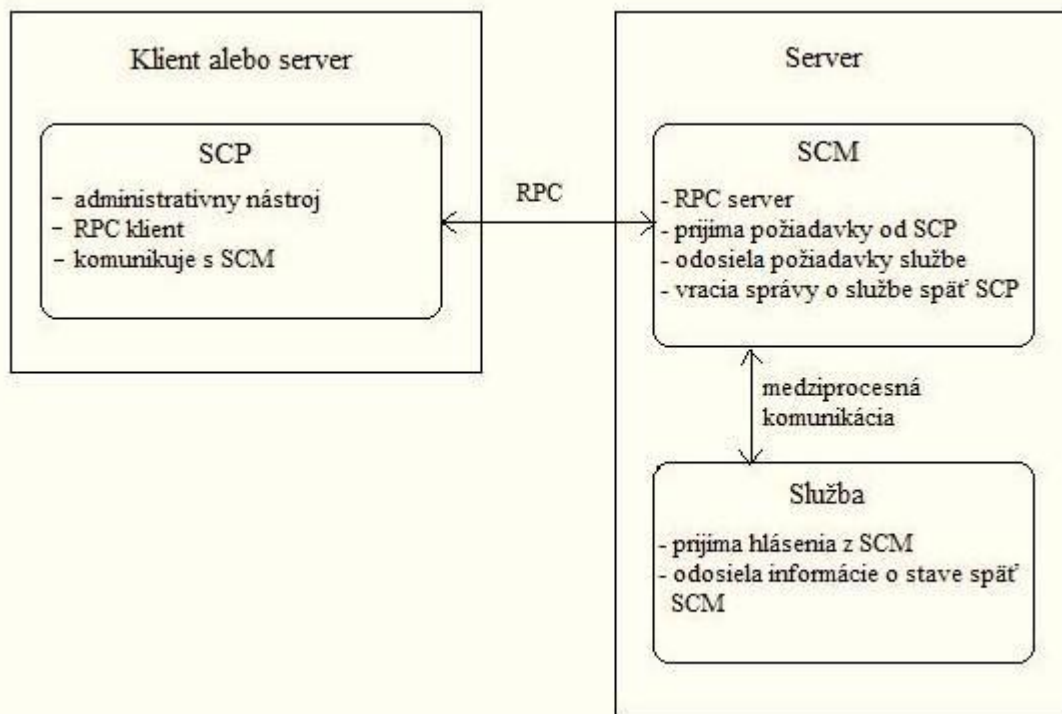 Klient alebo server
SCP
- administratívny nástroj
- RPC klient
- komunikuje s SCM
RPC
Server
SCM
- RPC server
- prijíma požiadavky od SCP
- odosiela požiadavky službe
- vracia správy o službe späť SCP
medziprocesná
komunikácia
Služba
- prijíma hlásenia z SCM
- odosiela informácie o stave späť
SCM